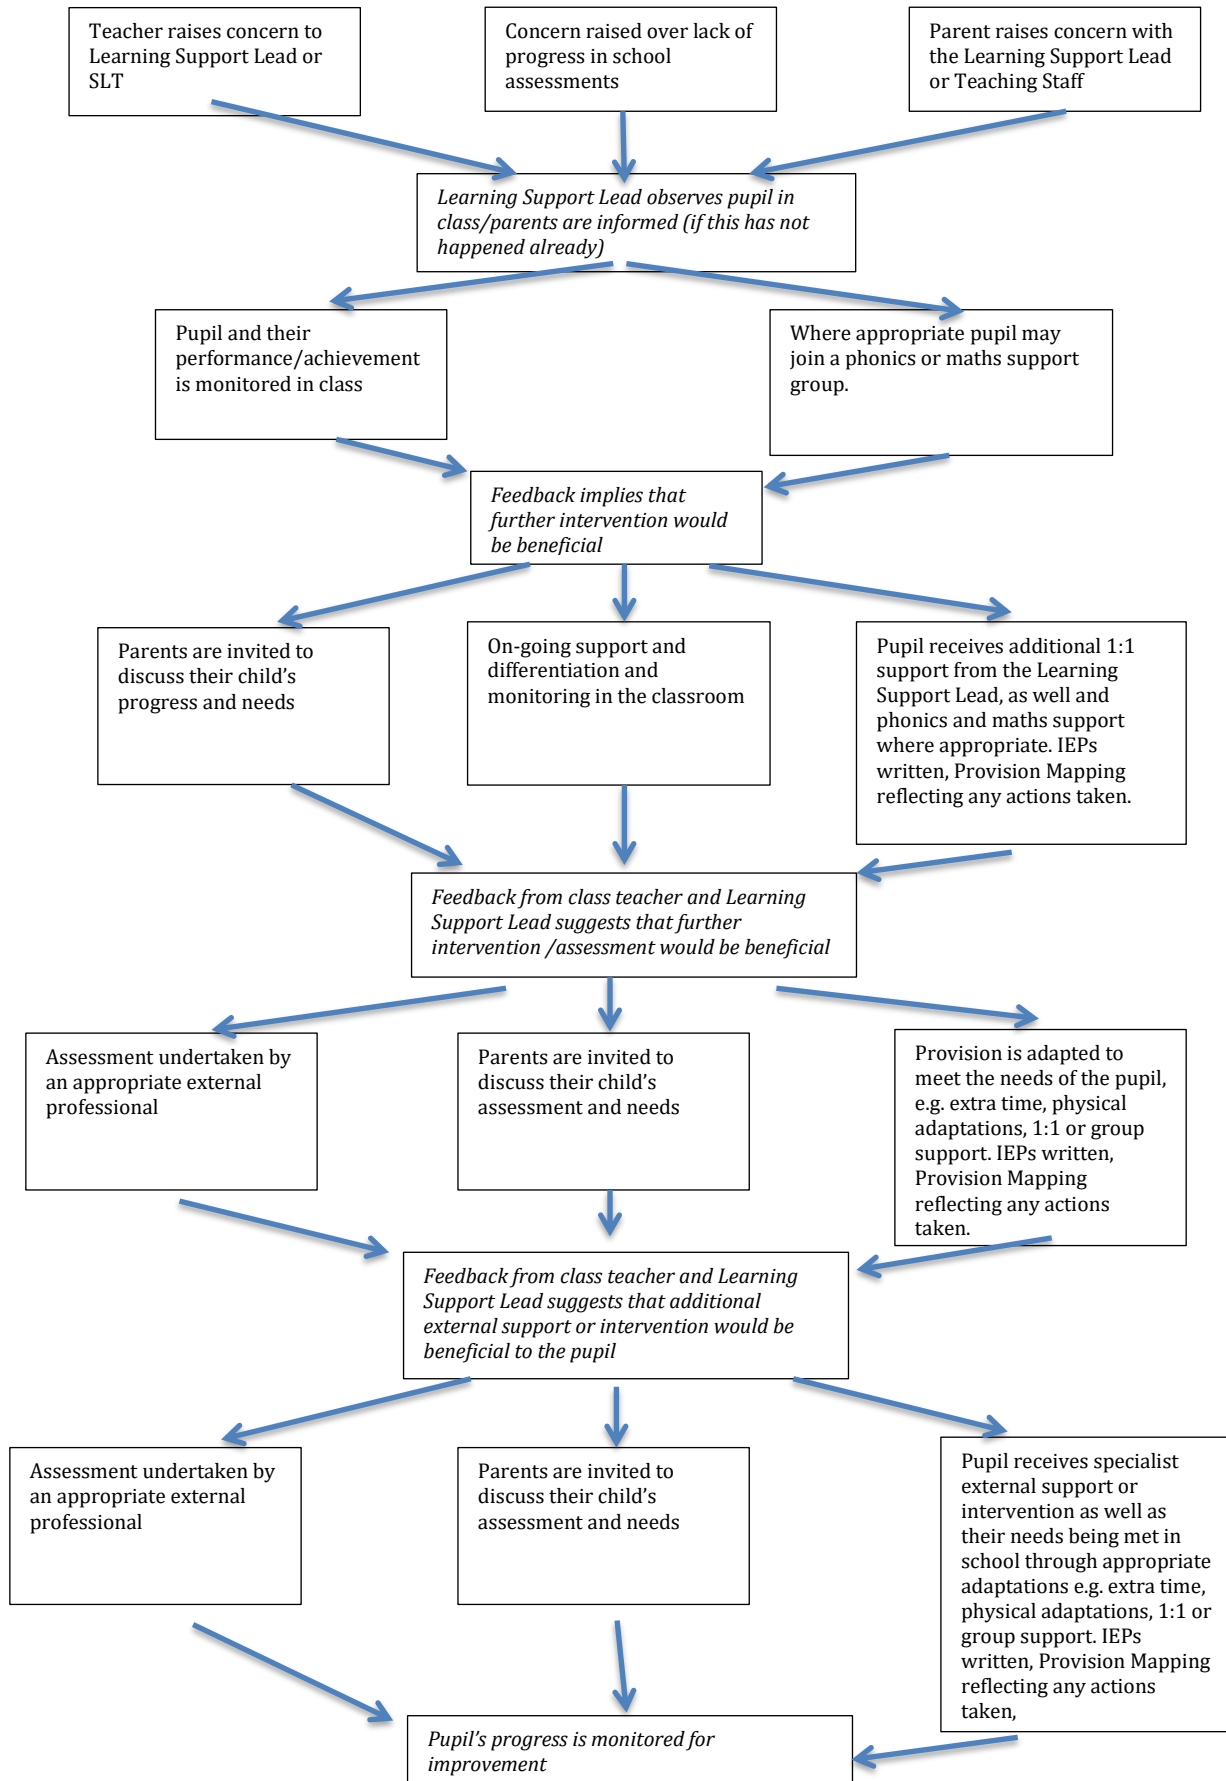 Teacher raises concern to
Learning Support Lead or
SLT
Concern raised over lack of
progress in school
assessments
Parent raises concern with
the Learning Support Lead
or Teaching Staff
Learning Support Lead observes pupil in
class/parents are informed (if this has not
happened already)
Pupil and their
performance/achievement
is monitored in class
Where appropriate pupil may
join a phonics or maths support
group.
Feedback implies that
further intervention would
be beneficial
Parents are invited to
discuss their child’s
progress and needs
On-going support and
differentiation and
monitoring in the classroom
Pupil receives additional 1:1
support from the Learning
Support Lead, as well and
phonics and maths support
where appropriate. IEPs
written, Provision Mapping
reflecting any actions taken.
Feedback from class teacher and Learning
Support Lead suggests that further
intervention /assessment would be beneficial
Assessment undertaken by
an appropriate external
professional
Parents are invited to
discuss their child’s
assessment and needs
Provision is adapted to
meet the needs of the pupil,
e.g. extra time, physical
adaptations, 1:1 or group
support. IEPs written,
Provision Mapping
reflecting any actions
taken.
Feedback from class teacher and Learning
Support Lead suggests that additional
external support or intervention would be
beneficial to the pupil
Assessment undertaken by
an appropriate external
professional
Parents are invited to
discuss their child’s
assessment and needs
Pupil receives specialist
external support or
intervention as well as
their needs being met in
school through appropriate
adaptations e.g. extra time,
physical adaptations, 1:1 or
group support. IEPs
written, Provision Mapping
reflecting any actions
taken,
Pupil’s progress is monitored for
improvement